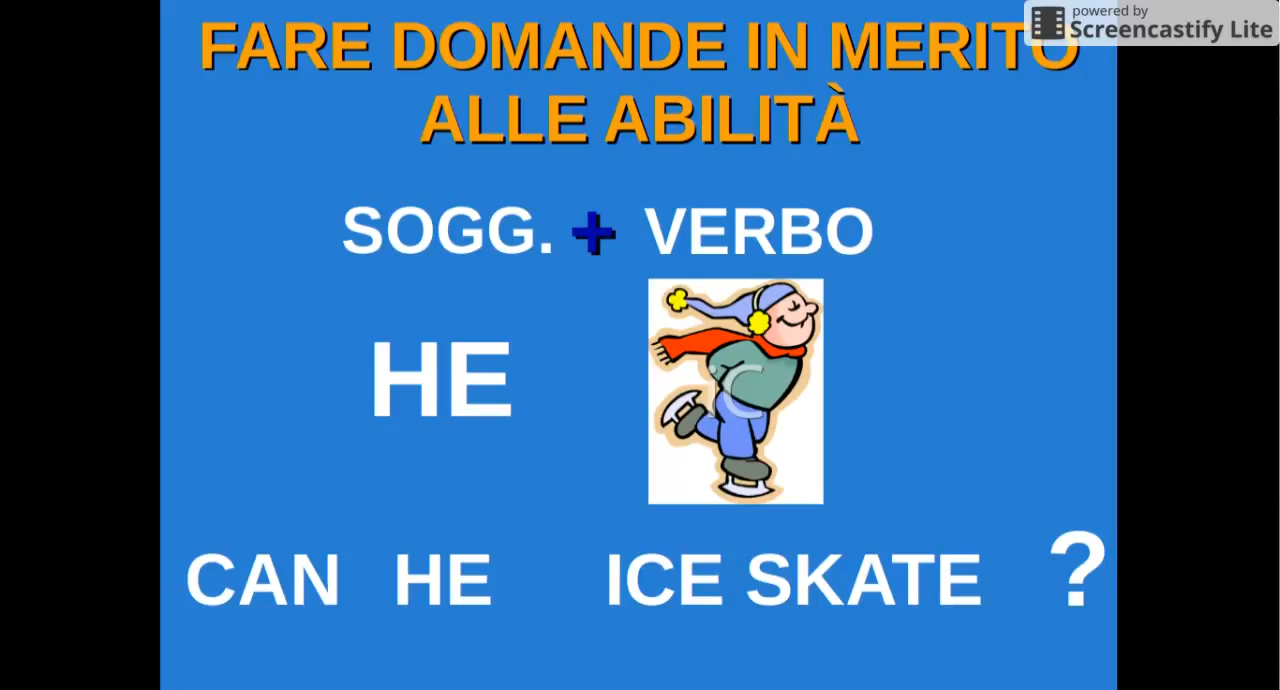 powered by
Screencastify Lite
FARE DOMANDE IN MERITO
ALLE ABILITÀ
SOGG. + VERBO
HE
CAN HE ICE SKATE ?